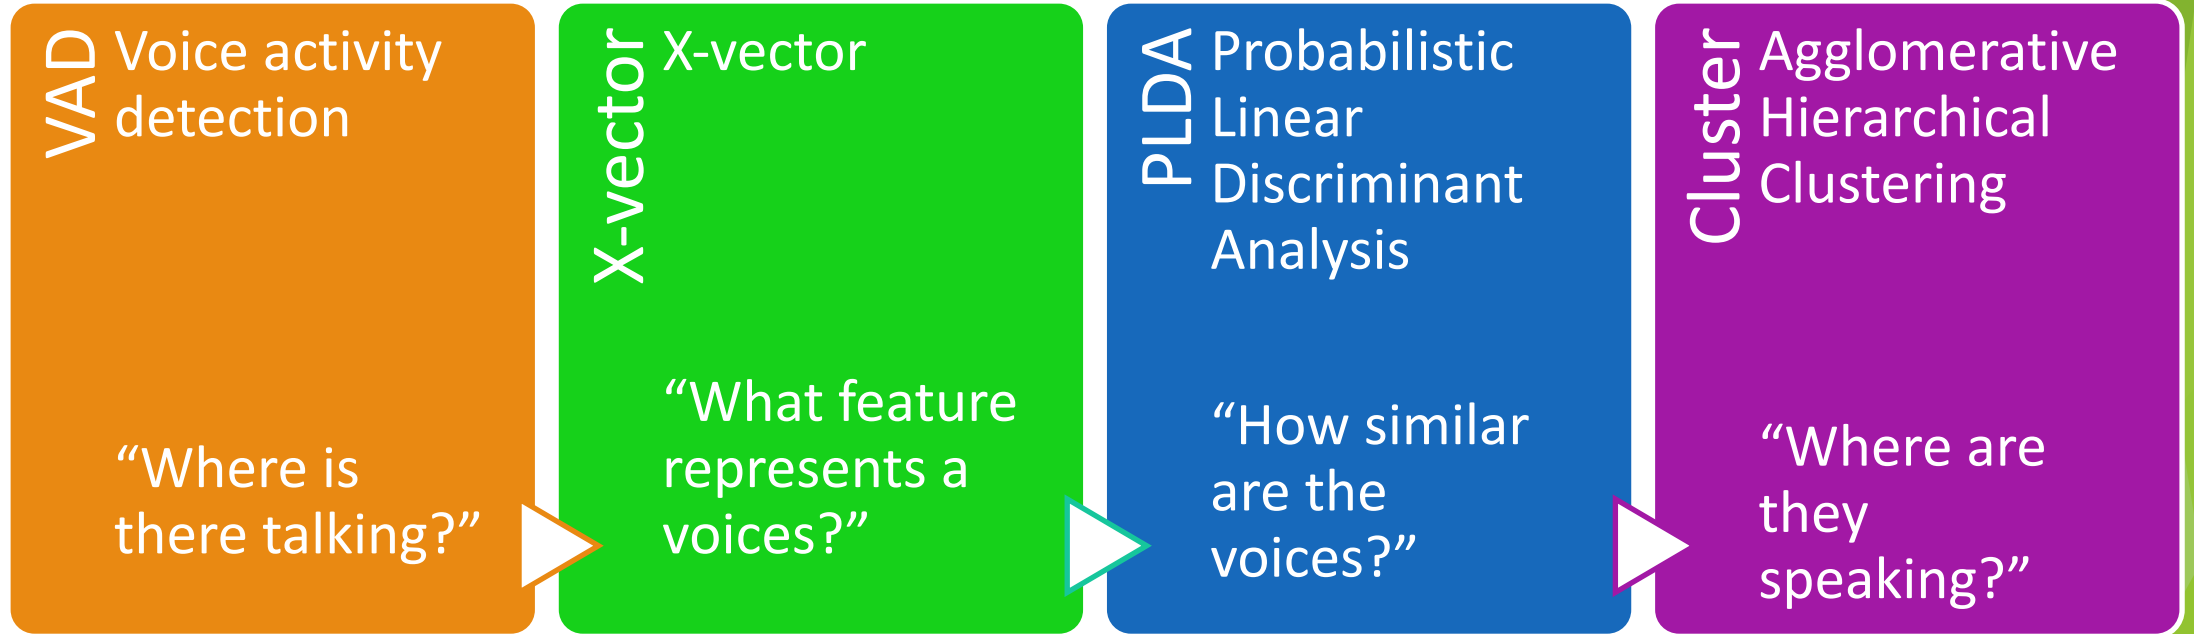 VAD
Voice activity
detection
“Where is
there talking?”
X-vector
X-vector
“What feature
represents a
voices?”
PLDA
Probabilistic
Linear
Discriminant
Analysis
“How similar
are the
voices?”
Cluster
Agglomerative
Hierarchical
Clustering
“Where are
they
speaking?”